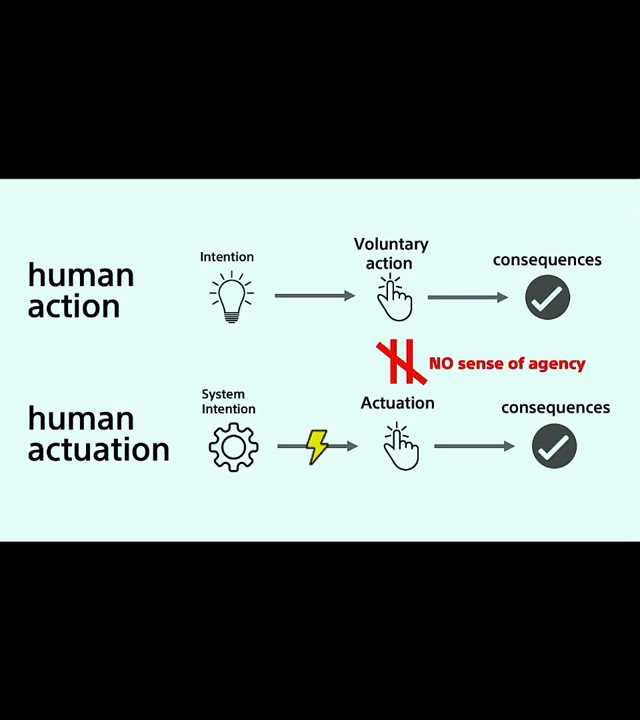 human
action
Intention
Voluntary
action
consequences
NO sense of agency
human
actuation
System
Intention
Actuation
consequences